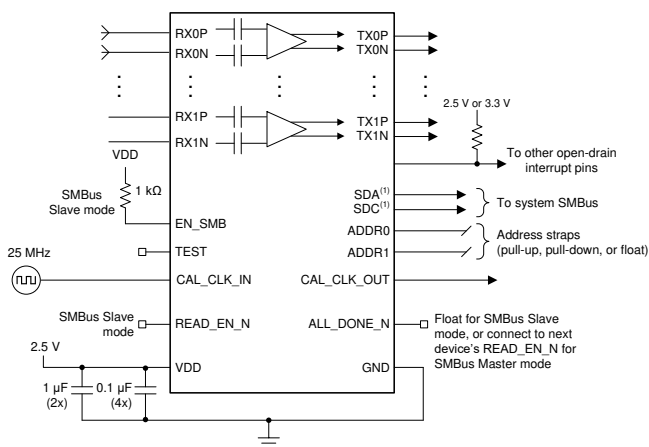 RX0P
RX0N
TX0P
TX0N
RX1P
RX1N
TX1P
TX1N
2.5 V or 3.3 V
To other open-drain
interrupt pins
VDD
1 kΩ
SMBus
Slave mode
EN_SMB
SDA(1)
SDC(1)
To system SMBus
ADDR0
ADDR1
Address straps
(pull-up, pull-down, or float)
TEST
25 MHz
CAL_CLK_IN
CAL_CLK_OUT
SMBus Slave
mode
READ_EN_N
ALL_DONE_N
Float for SMBus Slave
mode, or connect to next
device's READ_EN_N for
SMBus Master mode
2.5 V
VDD
GND
1 µF
(2x)
0.1 µF
(4x)